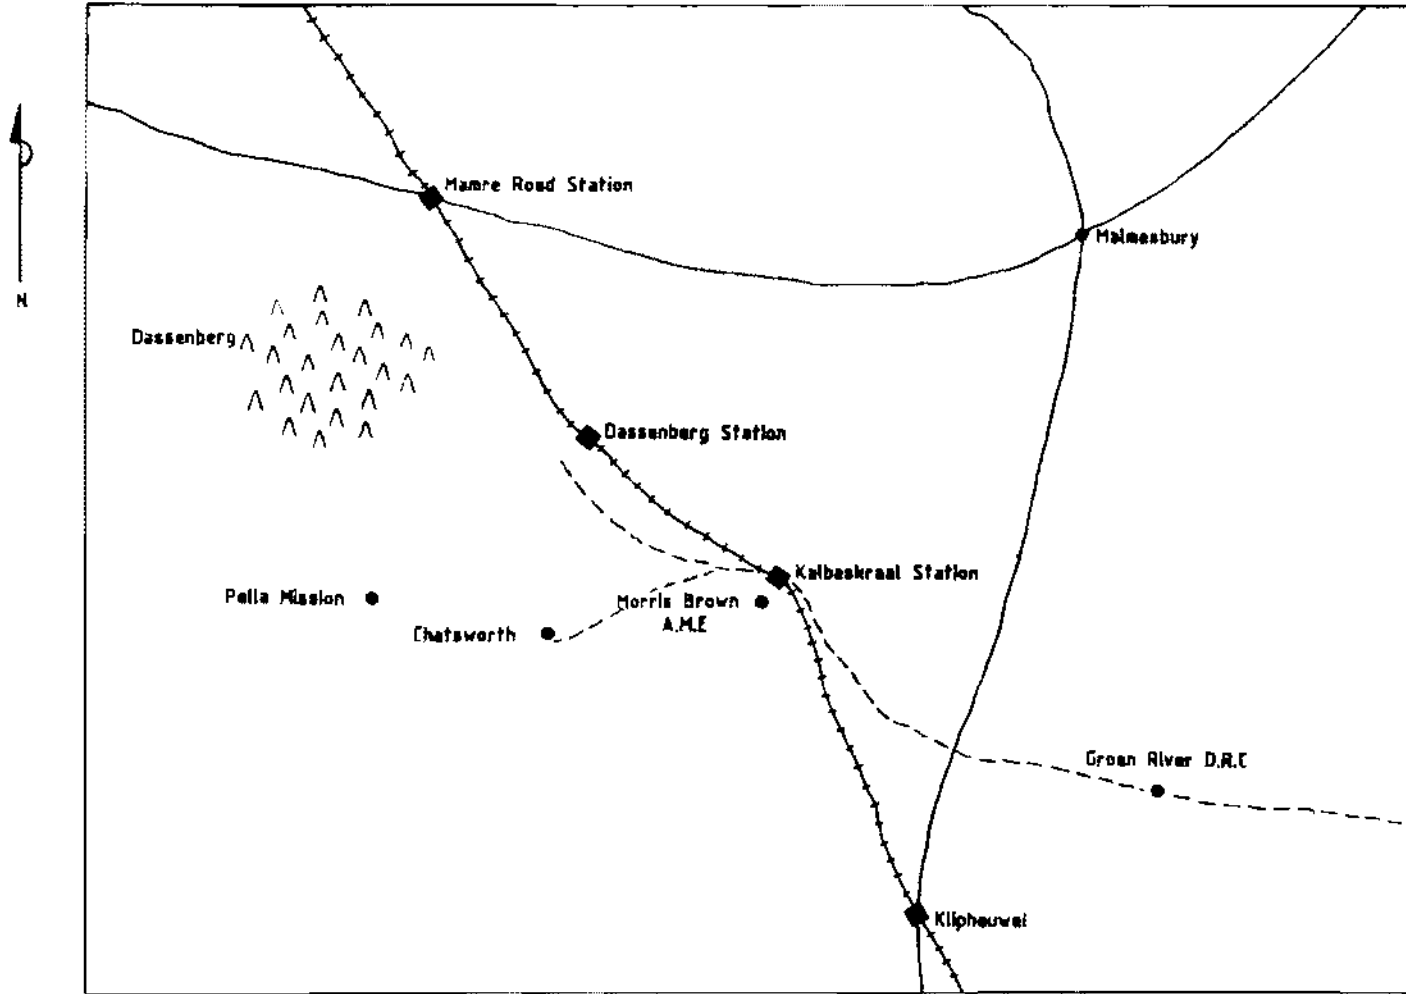 Mamre Road Station
Malmesbury
N
Dassenberg
Dassenberg Station
Kalbaskraal Station
Pella Mission
Morris Brown
A.M.E
Chatsworth
Groen River D.R.C
Klipheuwel